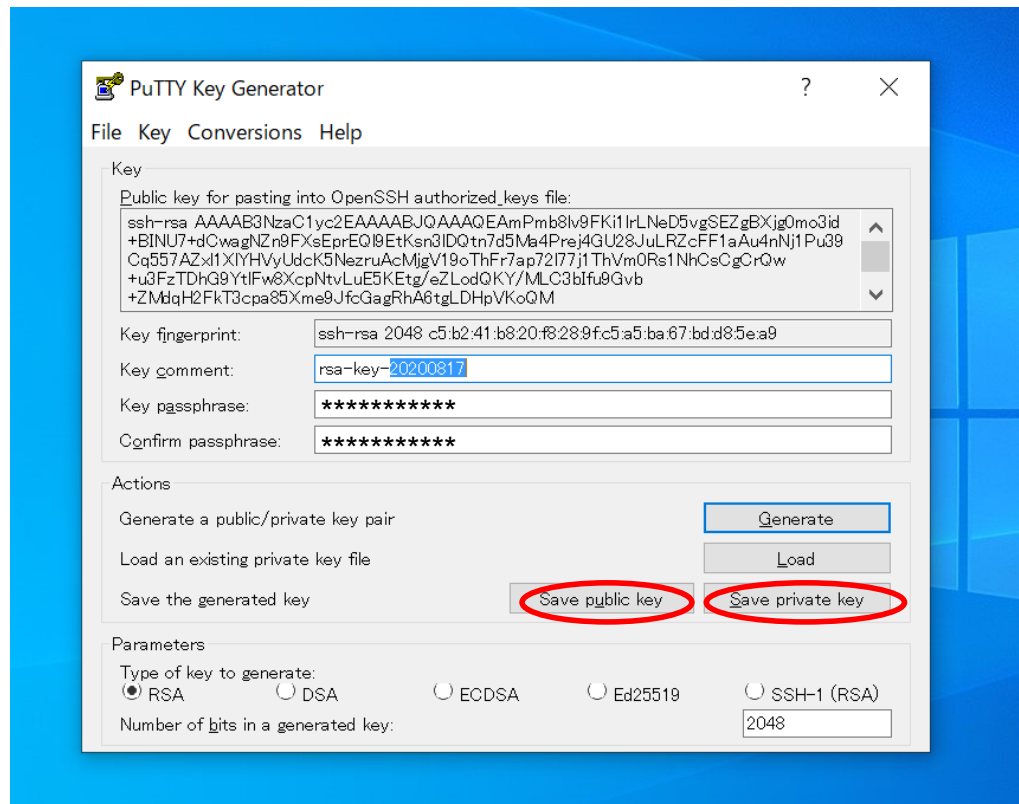 PuTTY Key Generator ?
File Key Conversions Help
Key
Public key for pasting into OpenSSH authorized_keys file:
ssh-rsa AAAAB3NzaC1yc2EAAAABJQAAAQEAmPmb8lv9FKi1IrLNeD5vgSEZgBXjg0mo3id
+BINU7+dCwagNZn9FXsEprEQI9EtKsn3IDQtn7d5Ma4Prej4GU28JuLRZcFF1aAu4nNj1Pu39
Cq557AZxl1XlYHVyUdcK5NezruAcMjgV19oThFr7ap72I77j1ThVm0Rs1NhCsCgCrQw
+u3FzTDhG9YtlFw8XcpNtvLuE5KEtg/eZLodQKY/MLC3bIfu9Gvb
+ZMdqH2FkT3cpa85Xme9JfcGagRhA6tgLDHpVKoQM
Key fingerprint: ssh-rsa 2048 c5:b2:41:b8:20:f8:28:9f:c5:a5:ba:67:bd:d8:5e:a9
Key comment: rsa-key-20200817
Key passphrase: ***********
Confirm passphrase: ***********
Actions
Generate a public/private key pair Generate
Load an existing private key file Load
Save the generated key Save public key Save private key
Parameters
Type of key to generate:
RSA DSA ECDSA Ed25519 SSH-1 (RSA)
Number of bits in a generated key: 2048